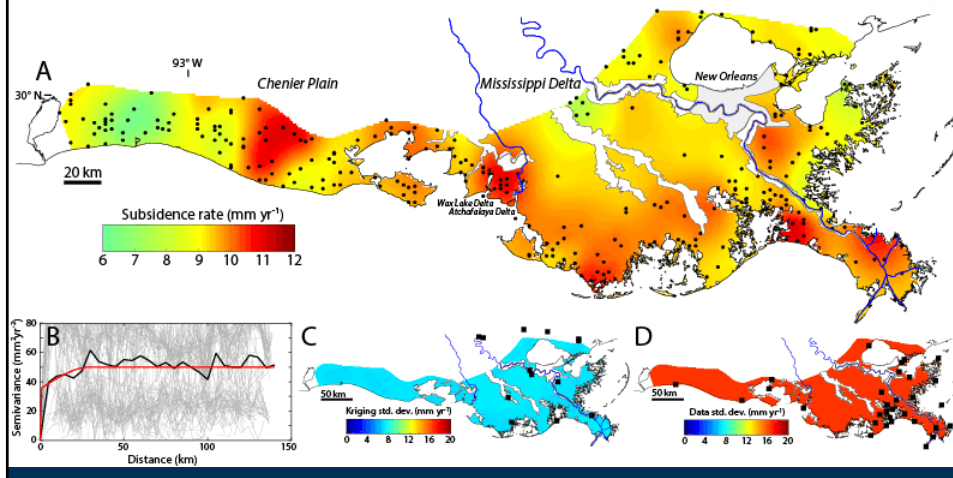 A
93° W
30° N
Chenier Plain
Mississippi Delta
New Orleans
20 km
Wax Lake Delta
Atchafalaya Delta
Subsidence rate (mm yr⁻¹)
6 7 8 9 10 11 12
B
80
60
40
20
0
Semivariance (mm²yr⁻²)
0 50 100 150
Distance (km)
C
50 km
Kriging std. dev. (mm yr⁻¹)
0 4 8 12 16 20
D
50 km
Data std. dev. (mm yr⁻¹)
0 4 8 12 16 20